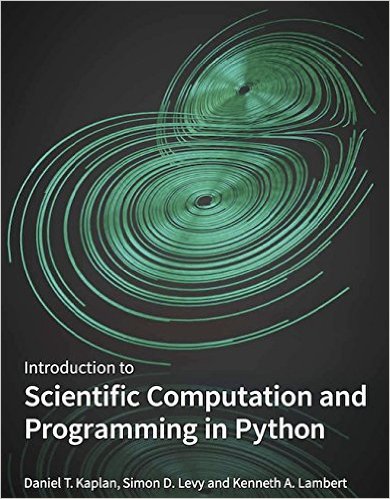 Introduction to
Scientific Computation and
Programming in Python
Daniel T. Kaplan, Simon D. Levy and Kenneth A. Lambert